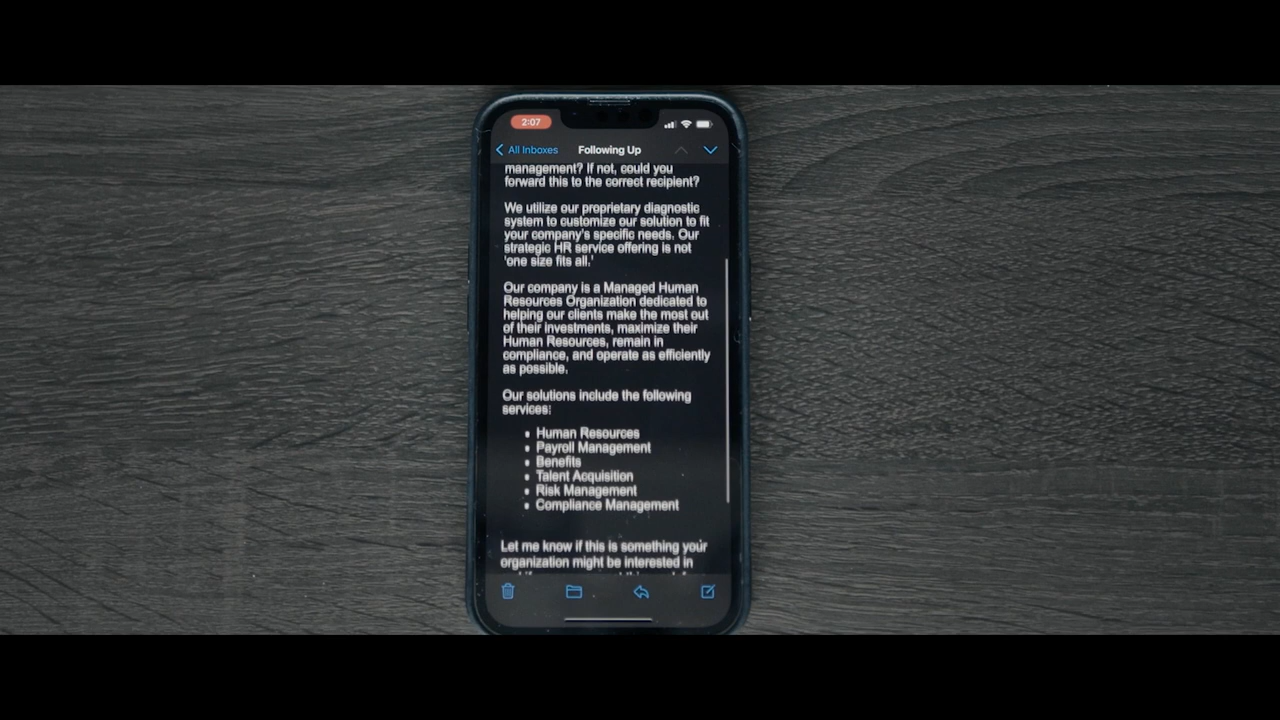 2:07
All Inboxes
Following Up
management? If not, could you
forward this to the correct recipient?
We utilize our proprietary diagnostic
system to customize our solution to fit
your company's specific needs. Our
strategic HR service offering is not
'one size fits all.'
Our company is a Managed Human
Resources Organization dedicated to
helping our clients make the most out
of their investments, maximize their
Human Resources, remain in
compliance, and operate as efficiently
as possible.
Our solutions include the following
services:
• Human Resources
• Payroll Management
• Benefits
• Talent Acquisition
• Risk Management
• Compliance Management
Let me know if this is something your
organization might be interested in